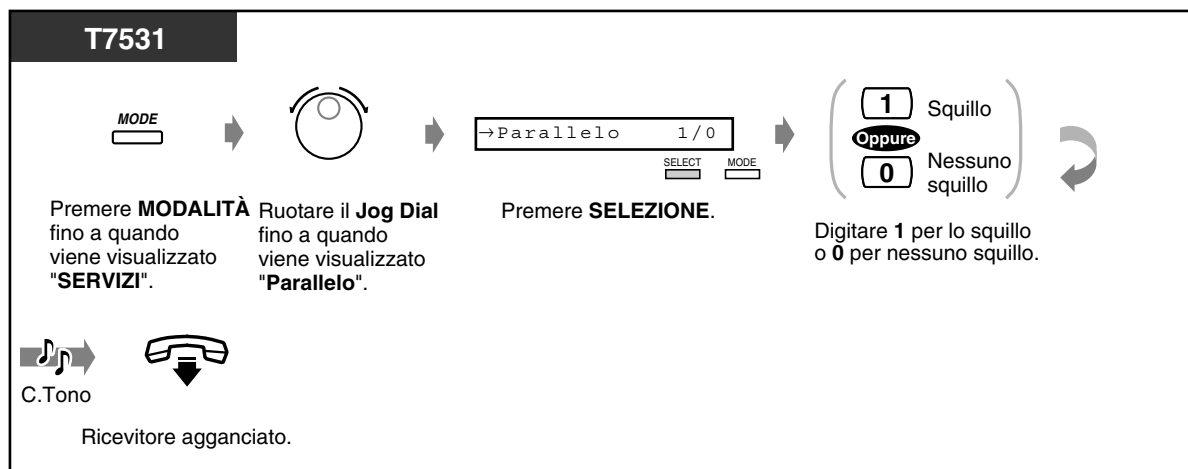 T7531
MODE
→Parallelo 1/0
SELECT MODE
1 Squillo
Oppure
0 Nessuno
squillo
Premere MODALITÀ
fino a quando
viene visualizzato
"SERVIZI".
Ruotare il Jog Dial
fino a quando
viene visualizzato
"Parallelo".
Premere SELEZIONE.
Digitare 1 per lo squillo
o 0 per nessuno squillo.
C.Tono
Ricevitore agganciato.